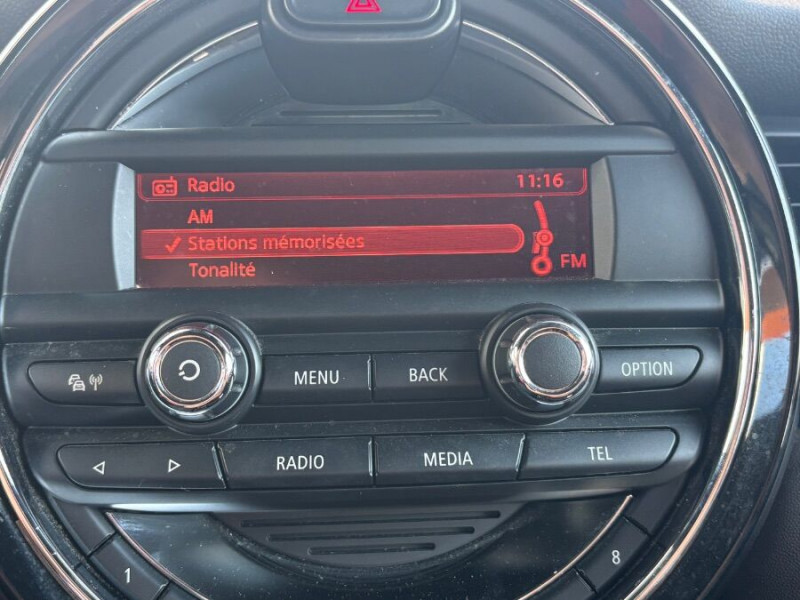 Radio 11:16
AM
Stations mémorisées
Tonalité FM
MENU BACK OPTION
RADIO MEDIA TEL
1 8